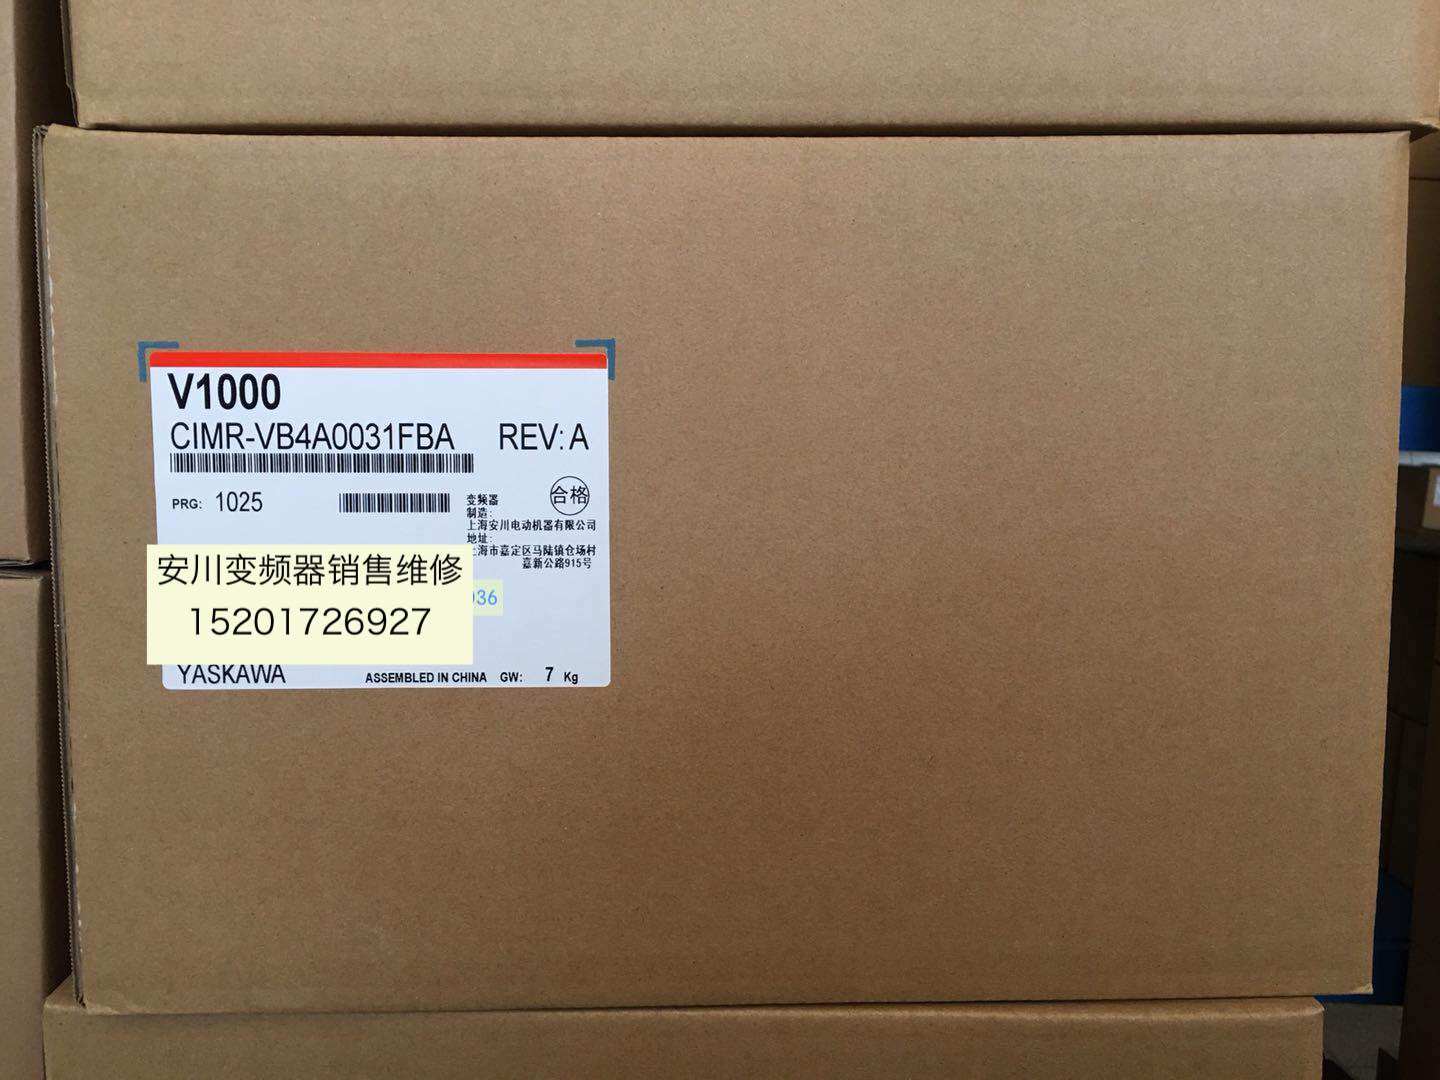 V1000
CIMR-VB4A0031FBA REV: A
PRG: 1025
变频器
合格
制造:
上海安川电动机器有限公司
地址:
上海市嘉定区马陆镇仓场村
嘉新公路915号
安川变频器销售维修
36
15201726927
YASKAWA ASSEMBLED IN CHINA GW: 7 Kg